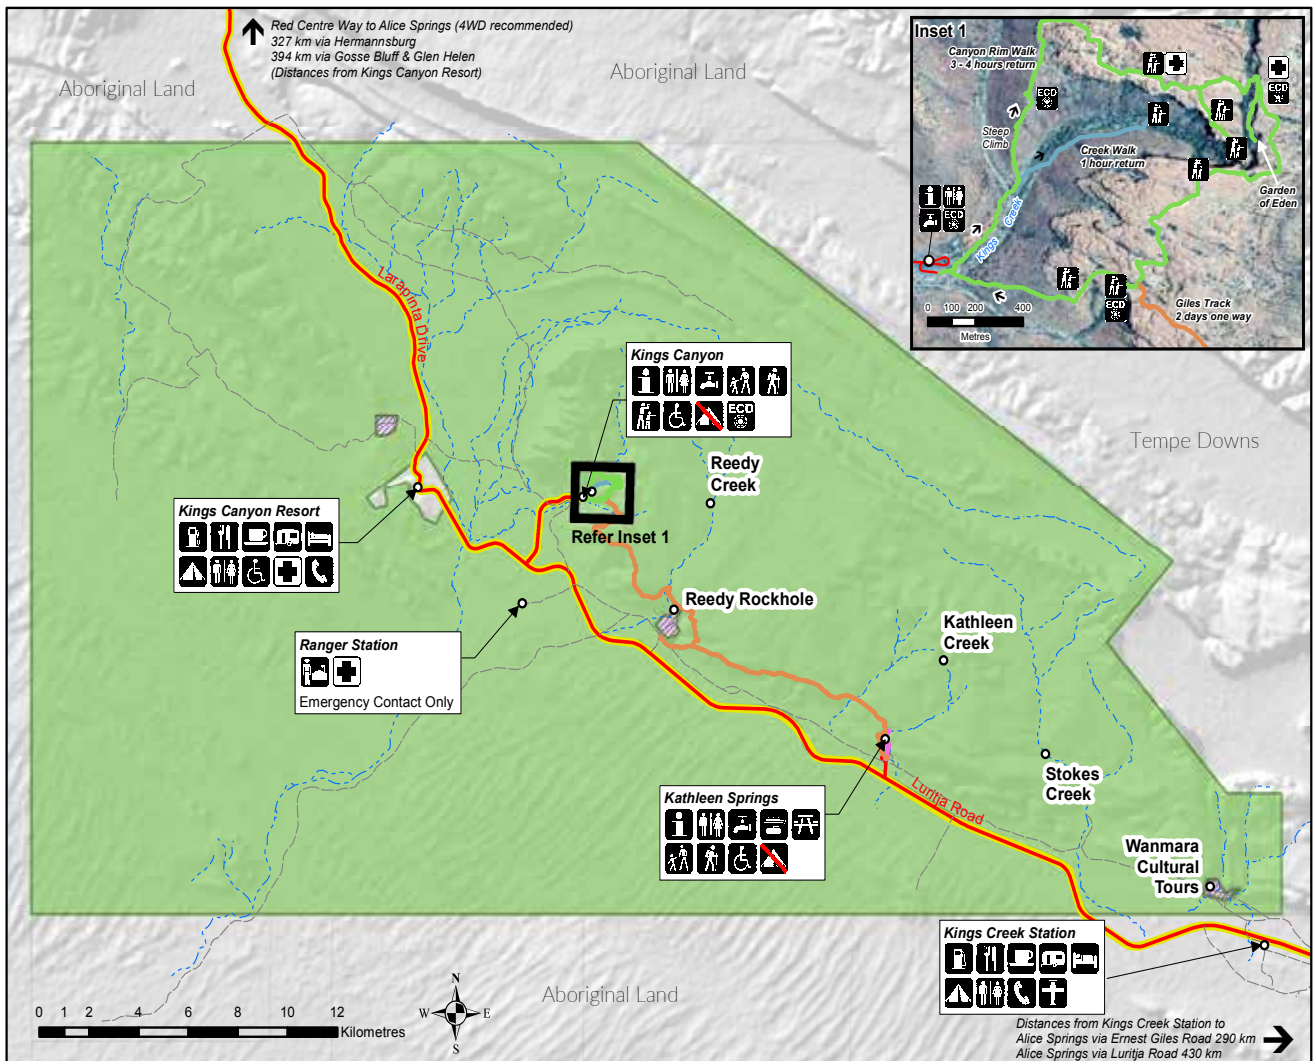 Red Centre Way to Alice Springs (4WD recommended)
327 km via Hermannsburg
394 km via Gosse Bluff & Glen Helen
(Distances from Kings Canyon Resort)
Aboriginal Land
Aboriginal Land
Inset 1
Canyon Rim Walk
3 - 4 hours return
ECD
ECD
Steep
Climb
Creek Walk
1 hour return
Garden
of Eden
ECD
Kings Creek
ECD
0 100 200 400
Metres
Giles Track
2 days one way
Larapinta Drive
Kings Canyon
ECD
Tempe Downs
Reedy
Creek
Kings Canyon Resort
Refer Inset 1
Reedy Rockhole
Kathleen
Creek
Ranger Station
Emergency Contact Only
Stokes
Creek
Kathleen Springs
Luritja Road
Wanmara
Cultural
Tours
Kings Creek Station
Aboriginal Land
N
W E
S
0 1 2 4 6 8 10 12
Kilometres
Distances from Kings Creek Station to
Alice Springs via Ernest Giles Road 290 km
Alice Springs via Luritja Road 430 km